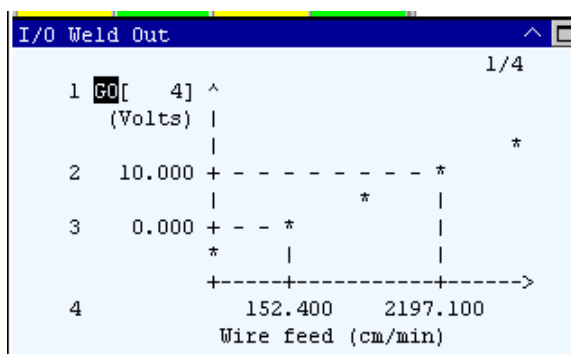 I/O Weld Out
1/4
1 GO[ 4] ^
(Volts) |
|
*
2 10.000 + - - - - - - - - *
| * |
3 0.000 + - - * |
* | |
+-----+-----------+------>
4 152.400 2197.100
Wire feed (cm/min)